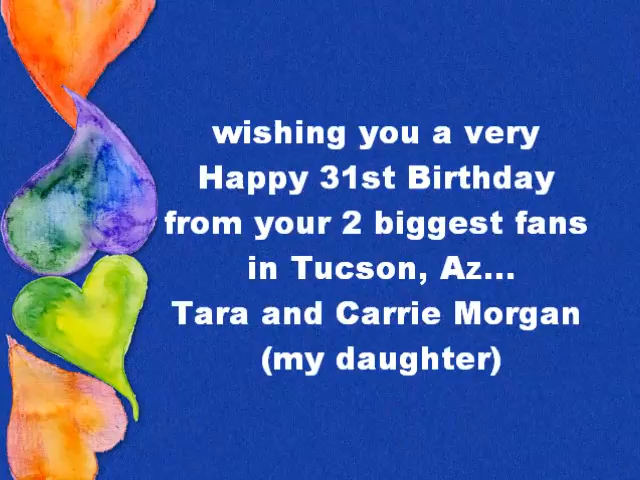 wishing you a very
Happy 31st Birthday
from your 2 biggest fans
in Tucson, Az...
Tara and Carrie Morgan
(my daughter)